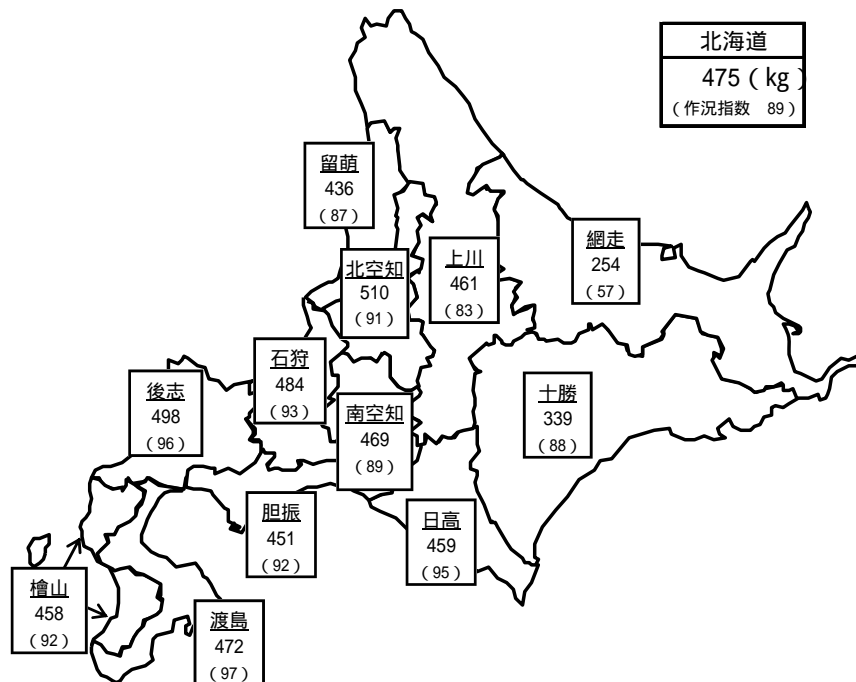 北海道
475（kg）
（作況指数　89）
留萌
436
（87）
北空知
510
（91）
上川
461
（83）
網走
254
（57）
石狩
484
（93）
後志
498
（96）
南空知
469
（89）
十勝
339
（88）
胆振
451
（92）
日高
459
（95）
檜山
458
（92）
渡島
472
（97）